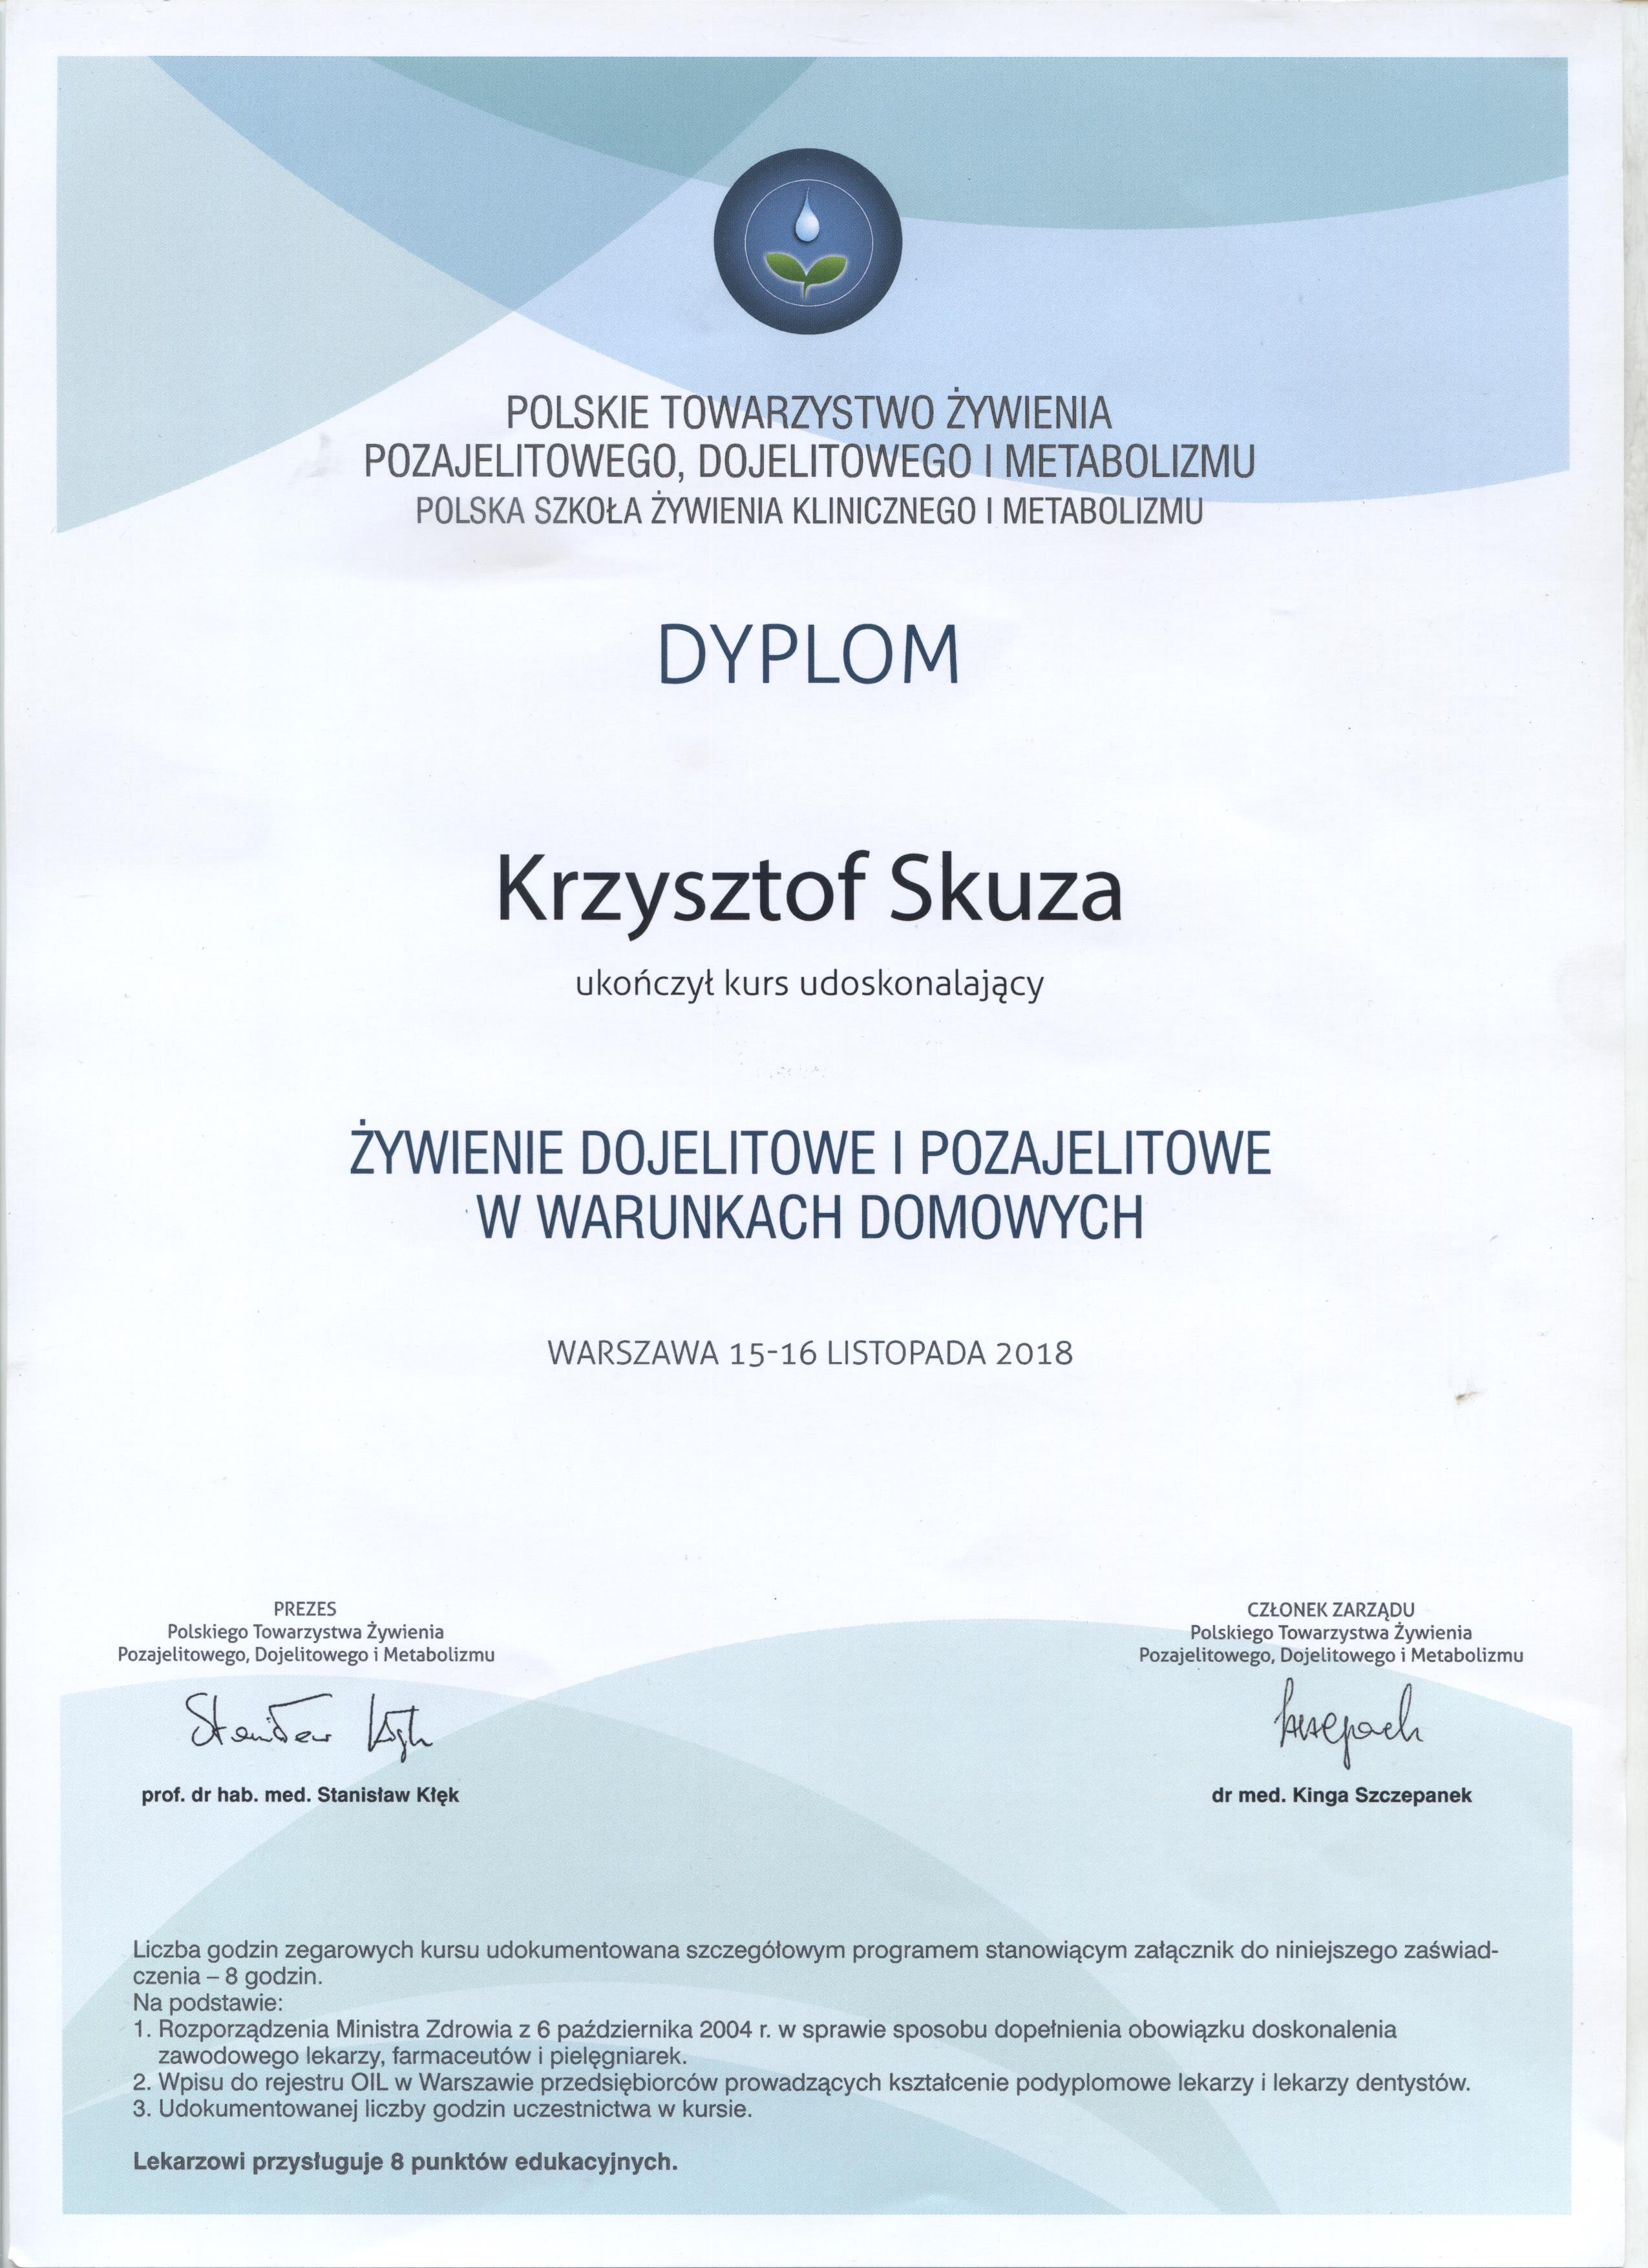 POLSKIE TOWARZYSTWO ŻYWIENIA
POZAJELITOWEGO, DOJELITOWEGO I METABOLIZMU
POLSKA SZKOŁA ŻYWIENIA KLINICZNEGO I METABOLIZMU
DYPLOM
Krzysztof Skuza
ukończył kurs udoskonalający
ŻYWIENIE DOJELITOWE I POZAJELITOWE
W WARUNKACH DOMOWYCH
WARSZAWA 15-16 LISTOPADA 2018
PREZES
Polskiego Towarzystwa Żywienia
Pozajelitowego, Dojelitowego i Metabolizmu
Stanisław Kłęk
prof. dr hab. med. Stanisław Kłęk
CZŁONEK ZARZĄDU
Polskiego Towarzystwa Żywienia
Pozajelitowego, Dojelitowego i Metabolizmu
dr med. Kinga Szczepanek
Liczba godzin zegarowych kursu udokumentowana szczegółowym programem stanowiącym załącznik do niniejszego zaświad-
czenia – 8 godzin.
Na podstawie:
1. Rozporządzenia Ministra Zdrowia z 6 października 2004 r. w sprawie sposobu dopełnienia obowiązku doskonalenia
zawodowego lekarzy, farmaceutów i pielęgniarek.
2. Wpisu do rejestru OIL w Warszawie przedsiębiorców prowadzących kształcenie podyplomowe lekarzy i lekarzy dentystów.
3. Udokumentowanej liczby godzin uczestnictwa w kursie.
Lekarzowi przysługuje 8 punktów edukacyjnych.